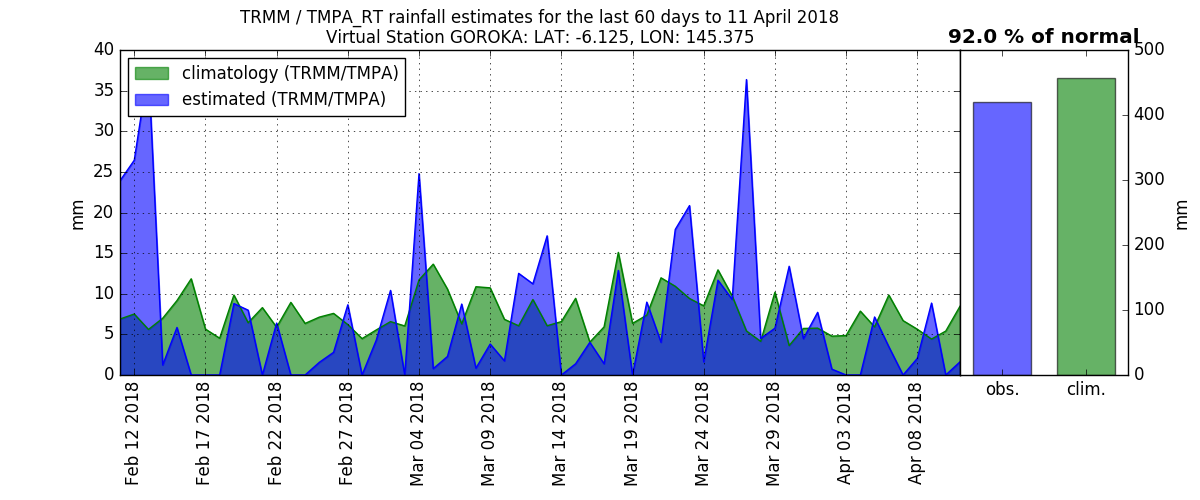 TRMM / TMPA_RT rainfall estimates for the last 60 days to 11 April 2018
Virtual Station GOROKA: LAT: -6.125, LON: 145.375
92.0 % of normal
climatology (TRMM/TMPA)
estimated (TRMM/TMPA)
40
35
30
25
20
15
10
5
0
mm
Feb 12 2018
Feb 17 2018
Feb 22 2018
Feb 27 2018
Mar 04 2018
Mar 09 2018
Mar 14 2018
Mar 19 2018
Mar 24 2018
Mar 29 2018
Apr 03 2018
Apr 08 2018
500
400
300
200
100
0
mm
obs.
clim.